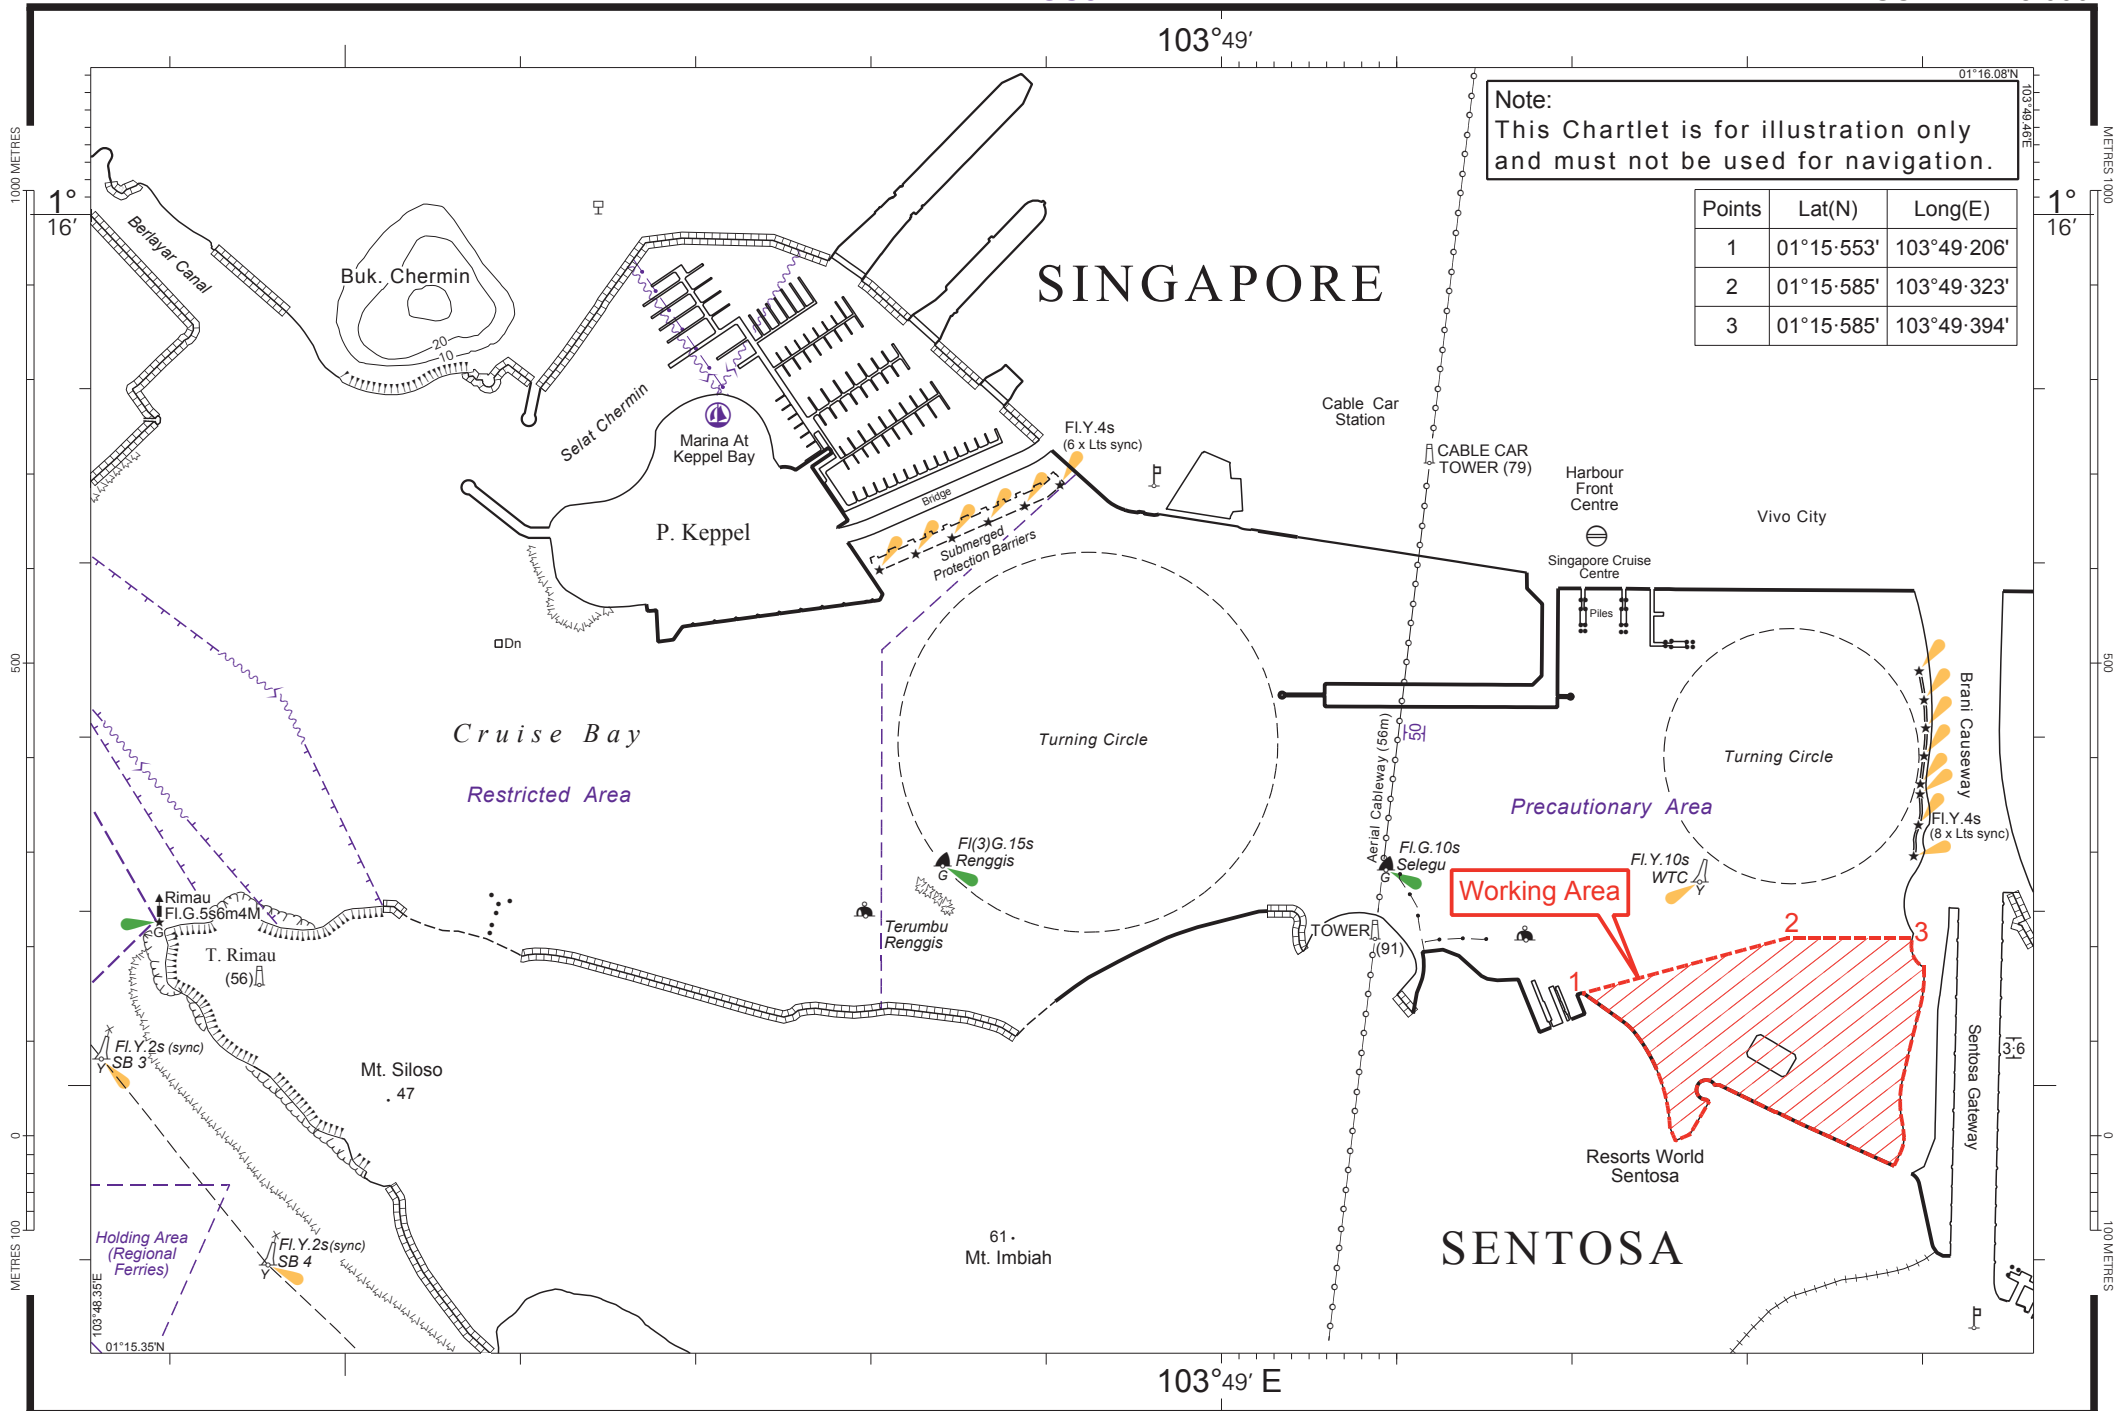 103°49′
01°16.08'N
103°49.46'E
Note:
This Chartlet is for illustration only
and must not be used for navigation.
Points Lat(N) Long(E)
1 01°15·553' 103°49·206'
2 01°15·585' 103°49·323'
3 01°15·585' 103°49·394'
1000 METRES
METRES 1000
1°
16′
1°
16′
Berlayar Canal
Buk. Chermin
20
10
SINGAPORE
Selat Chermin
Marina At
Keppel Bay
Cable Car
Station
Fl.Y.4s
(6 x Lts sync)
CABLE CAR
TOWER (79)
Harbour
Front
Centre
Vivo City
Bridge
P. Keppel
Submerged
Protection Barriers
Singapore Cruise
Centre
Piles
Dn
500
500
Cruise Bay
Restricted Area
Turning Circle
Aerial Cableway (56m)
50
Turning Circle
Precautionary Area
Brani Causeway
Fl.Y.4s
(8 x Lts sync)
Fl(3)G.15s
Renggis
G
Fl.G.10s
Selegu
G
Fl.Y.10s
WTC
Y
Working Area
Rimau
Fl.G.5s6m4M
G
T. Rimau
(56)
Terumbu
Renggis
TOWER
(91)
1
2
3
Fl.Y.2s (sync)
SB 3
Y
Mt. Siloso
47
Sentosa Gateway
3·6
0
0
Resorts World
Sentosa
Holding Area
(Regional
Ferries)
Fl.Y.2s(sync)
SB 4
Y
61
Mt. Imbiah
SENTOSA
METRES 100
100 METRES
103°48.35'E
01°15.35'N
103°49′ E